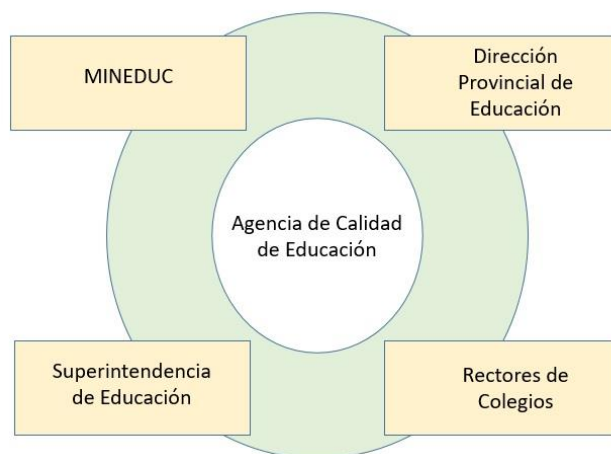 MINEDUC
Dirección
Provincial de
Educación
Agencia de Calidad
de Educación
Superintendencia
de Educación
Rectores de
Colegios